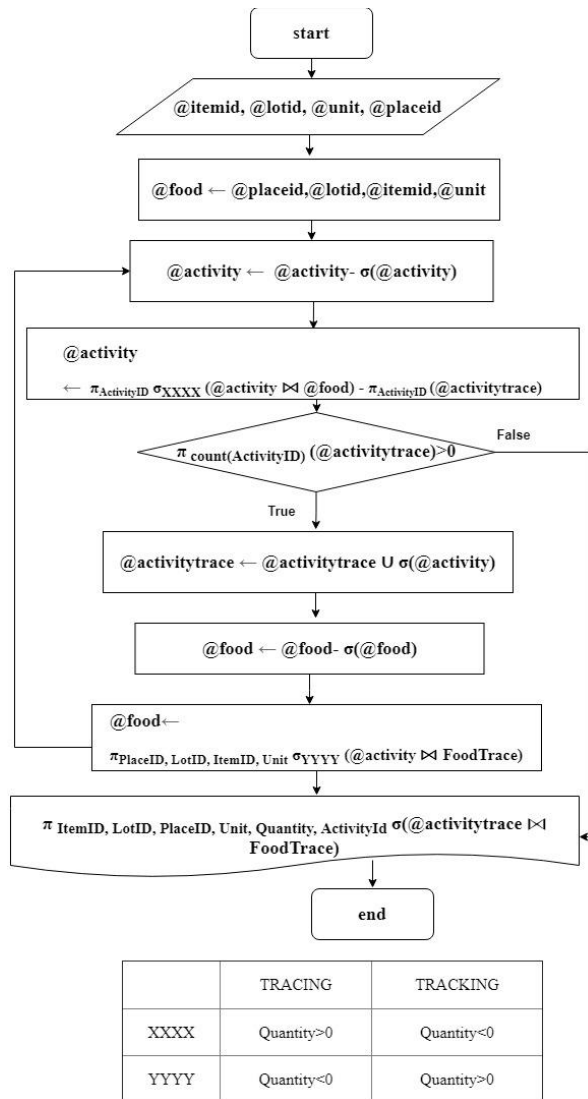 start
@itemid, @lotid, @unit, @placeid
@food ← @placeid,@lotid,@itemid,@unit
@activity ← @activity- σ(@activity)
@activity
← π ActivityID σXXXX (@activity ⋈ @food) - π ActivityID (@activitytrace)
False
π count(ActivityID) (@activitytrace)>0
True
@activitytrace ← @activitytrace U σ(@activity)
@food ← @food- σ(@food)
@food←
πPlaceID, LotID, ItemID, Unit σYYYY (@activity ⋈ FoodTrace)
π ItemID, LotID, PlaceID, Unit, Quantity, ActivityId σ(@activitytrace ⋈
FoodTrace)
end
TRACING TRACKING
XXXX Quantity>0 Quantity<0
YYYY Quantity<0 Quantity>0